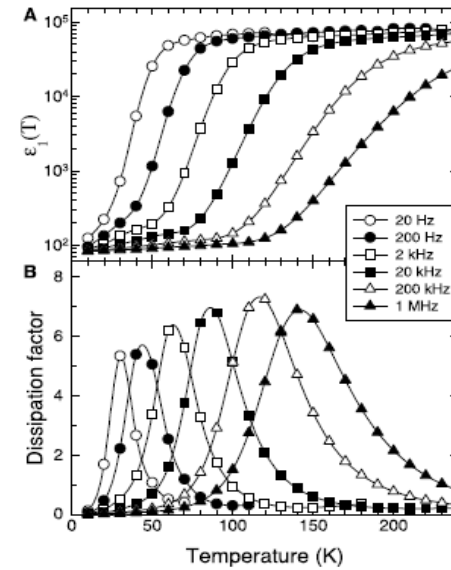 A
10⁵
10⁴
10³
10²
ε₁(T)
20 Hz
200 Hz
2 kHz
20 kHz
200 kHz
1 MHz
B
8
6
4
2
0
Dissipation factor
0 50 100 150 200
Temperature (K)